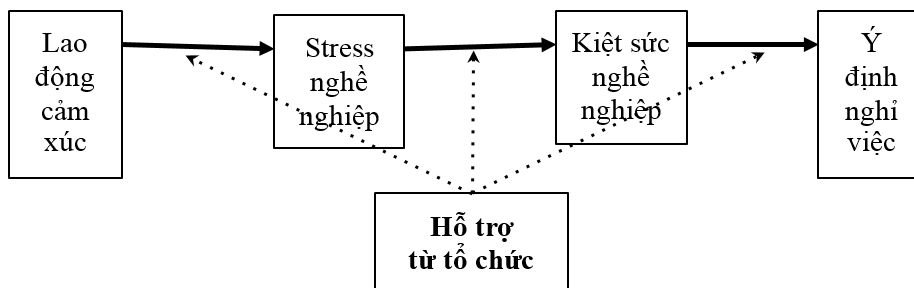 Lao
động
cảm
xúc
Stress
nghề
nghiệp
Kiệt sức
nghề
nghiệp
Ý
định
nghỉ
việc
Hỗ trợ
từ tổ chức